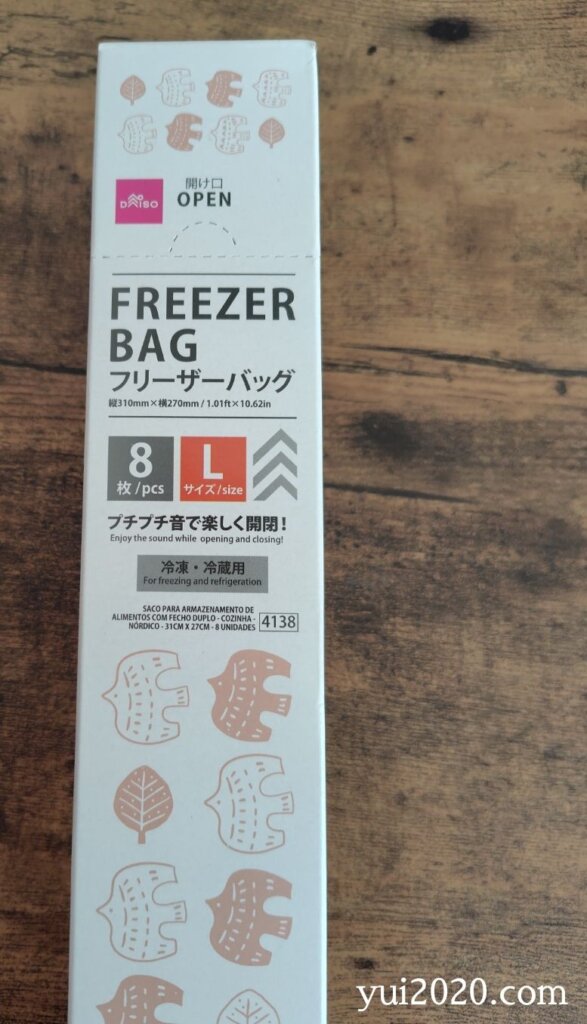 開け口
DAISO
OPEN
FREEZER
BAG
フリーザーバッグ
縦310mm×横270mm / 1.01ft×10.62in
8
枚/pcs
L
サイズ/size
プチプチ音で楽しく開閉!
Enjoy the sound while opening and closing!
冷凍・冷蔵用
For freezing and refrigeration
SACO PARA ARMAZENAMENTO DE
ALIMENTOS COM FECHO DUPLO - COZINHA -
NÓRDICO - 31CM X 27CM - 8 UNIDADES
4138
yui2020.com